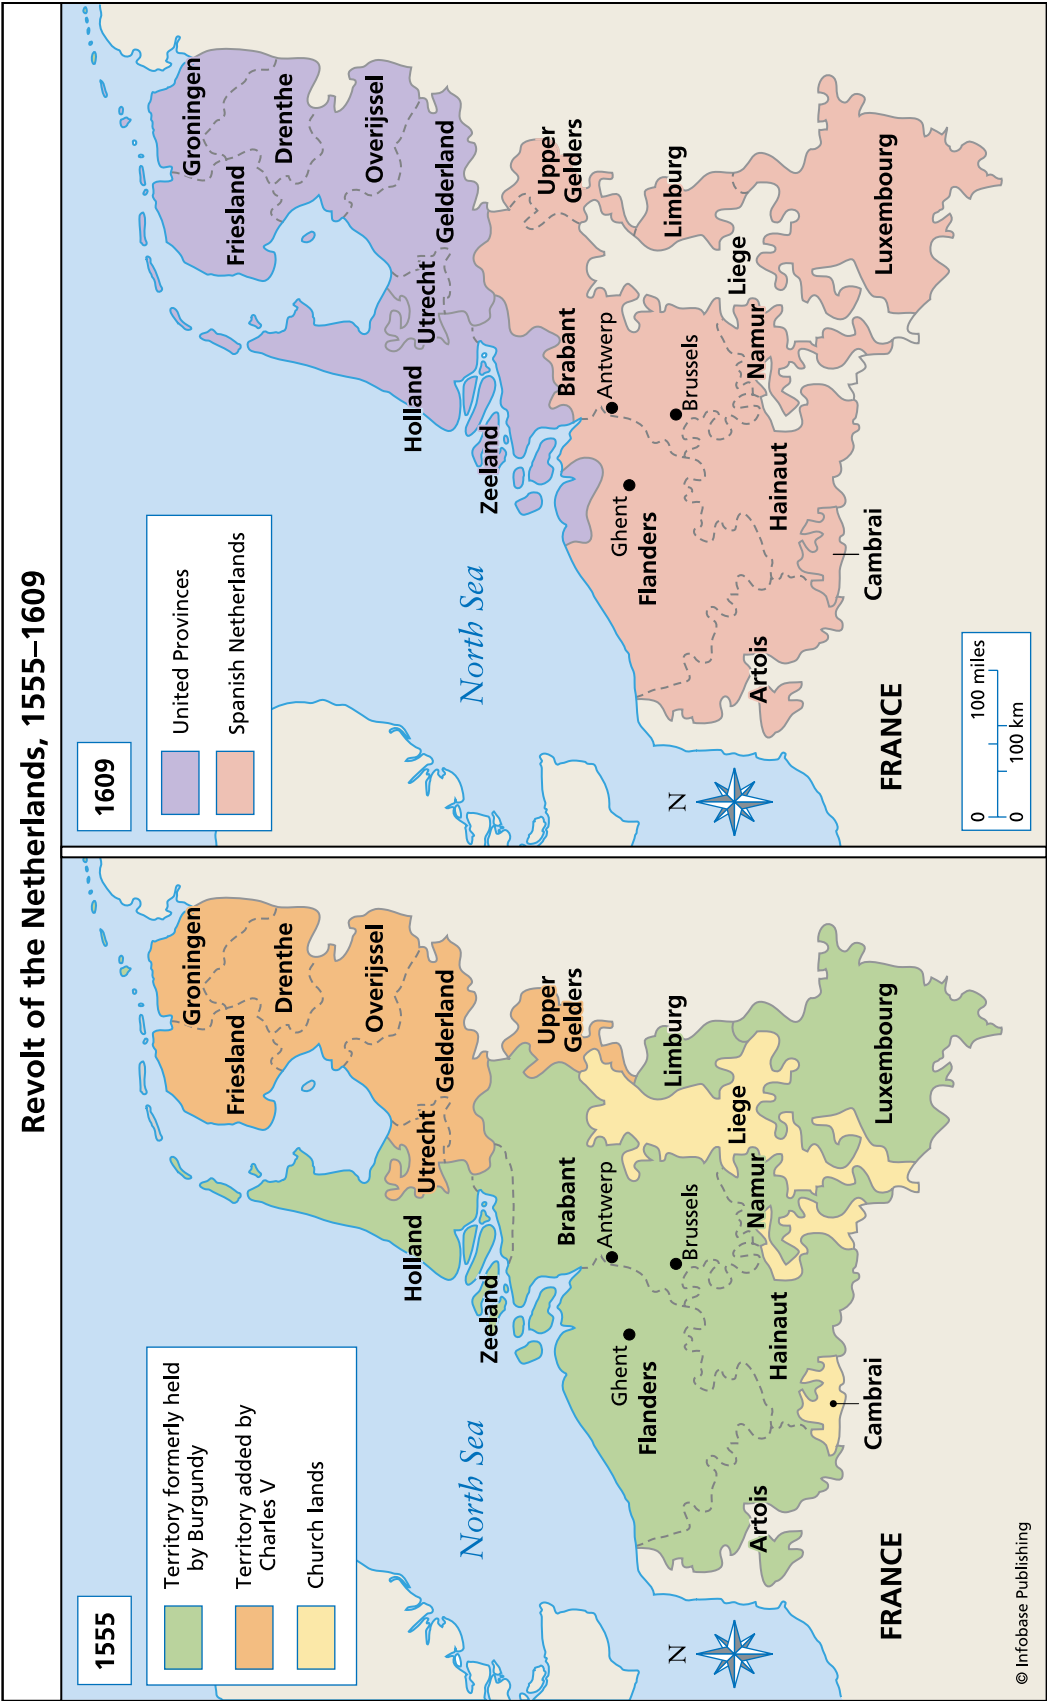 Revolt of the Netherlands, 1555–1609
1555
Territory formerly held
by Burgundy
Territory added by
Charles V
Church lands
North Sea
Groningen
Friesland
Drenthe
Overijssel
Gelderland
Utrecht
Holland
Zeeland
Upper
Gelders
Brabant
Antwerp
Ghent
Flanders
Brussels
Limburg
Liege
Namur
Hainaut
Artois
Cambrai
Luxembourg
FRANCE
N
© Infobase Publishing
1609
United Provinces
Spanish Netherlands
North Sea
Groningen
Friesland
Drenthe
Overijssel
Gelderland
Utrecht
Holland
Zeeland
Upper
Gelders
Brabant
Antwerp
Ghent
Flanders
Brussels
Limburg
Liege
Namur
Hainaut
Artois
Cambrai
Luxembourg
FRANCE
N
0 100 miles
0 100 km